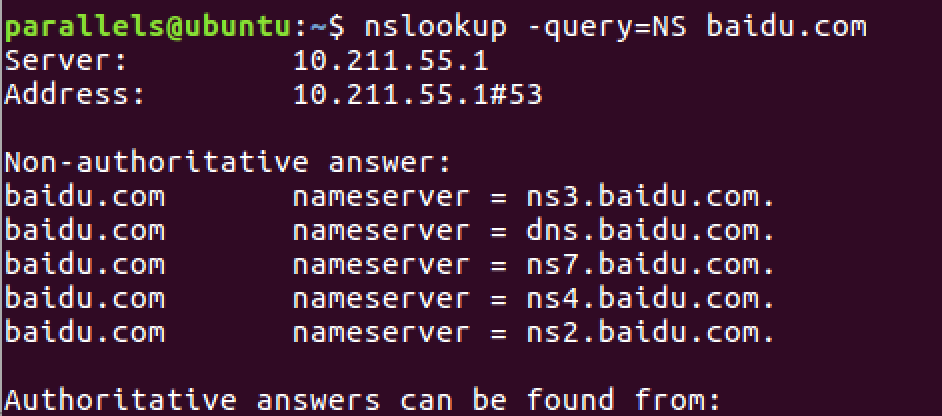 parallels@ubuntu:~$ nslookup -query=NS baidu.com
Server:         10.211.55.1
Address:        10.211.55.1#53

Non-authoritative answer:
baidu.com       nameserver = ns3.baidu.com.
baidu.com       nameserver = dns.baidu.com.
baidu.com       nameserver = ns7.baidu.com.
baidu.com       nameserver = ns4.baidu.com.
baidu.com       nameserver = ns2.baidu.com.

Authoritative answers can be found from: